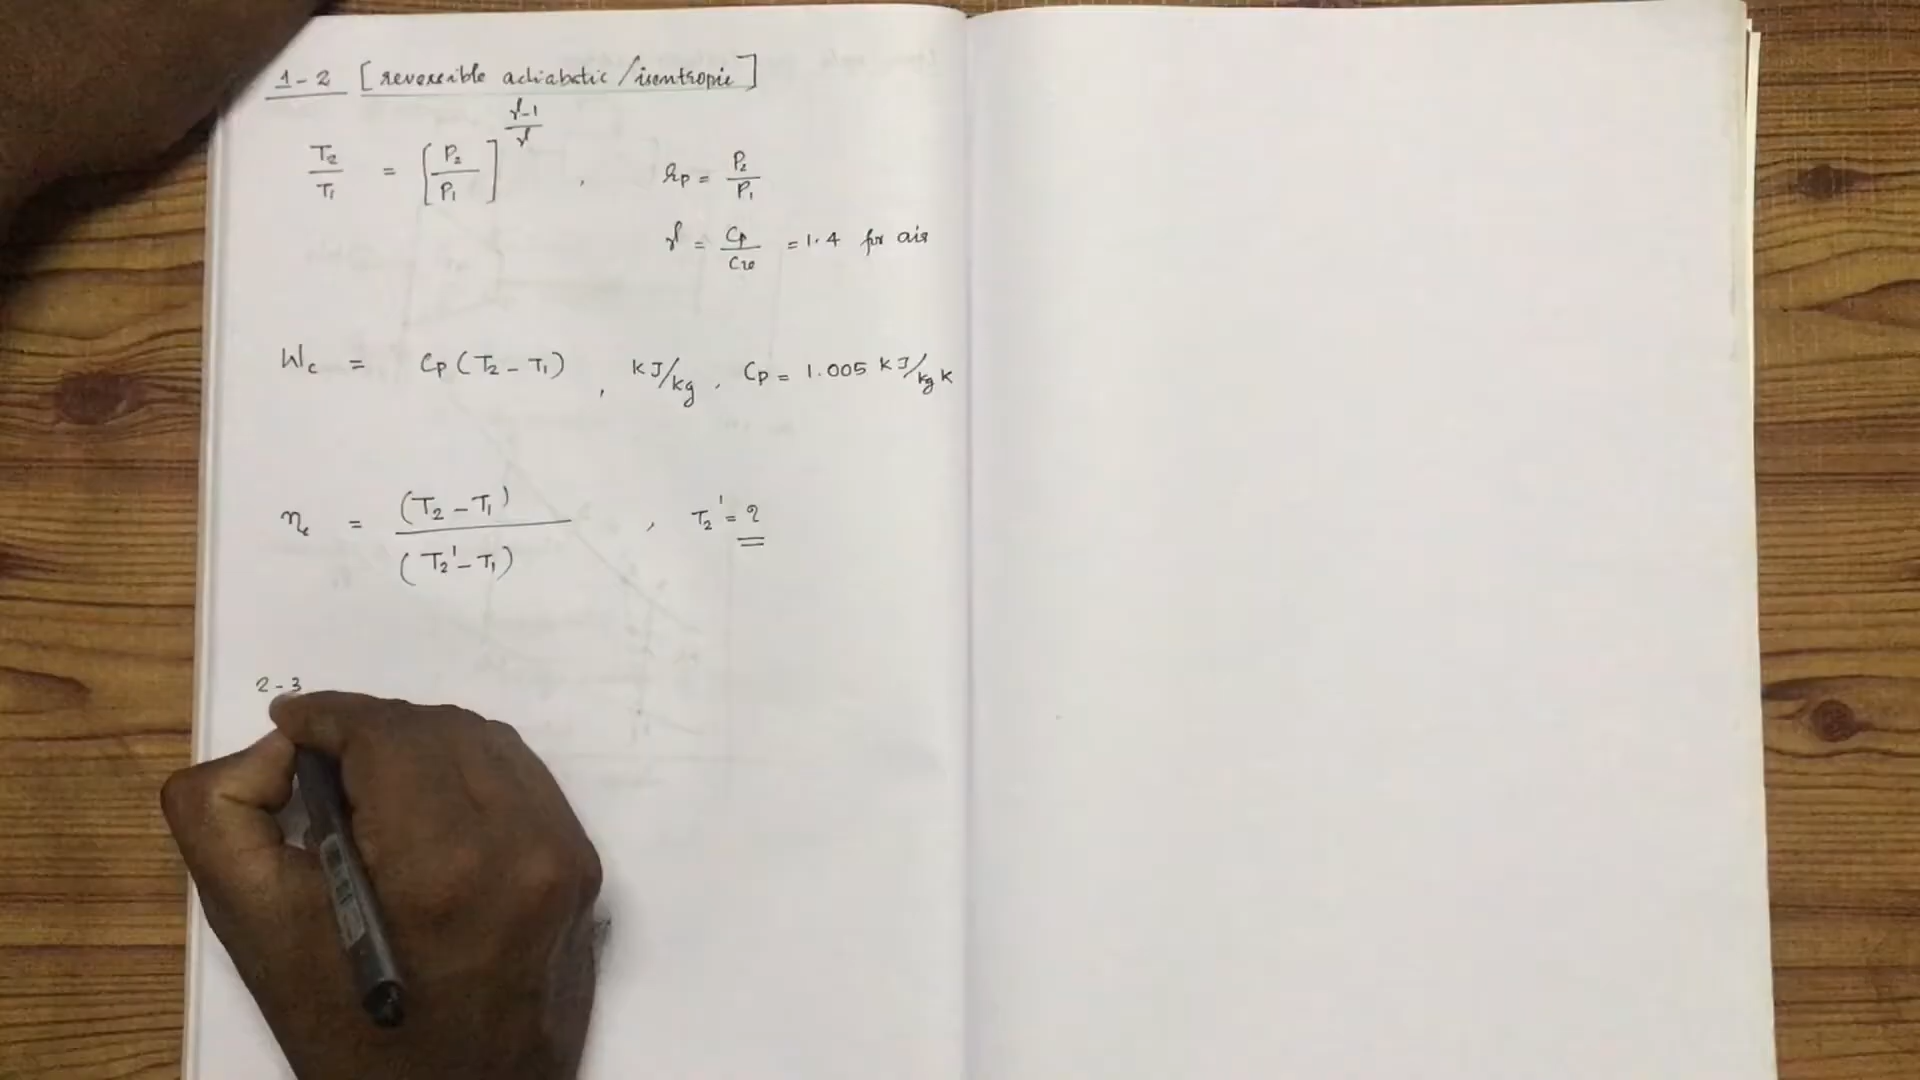 1-2 [reversible adiabatic/isentropic]
T₂/T₁ = [P₂/P₁]^(γ-1)/γ , rp = P₂/P₁
γ = Cp/Cv = 1.4 for air
Wc = Cp(T₂ - T₁) , kJ/kg , Cp = 1.005 kJ/kg K
ηc = (T₂ - T₁)/(T₂' - T₁) , T₂' = ?
2-3